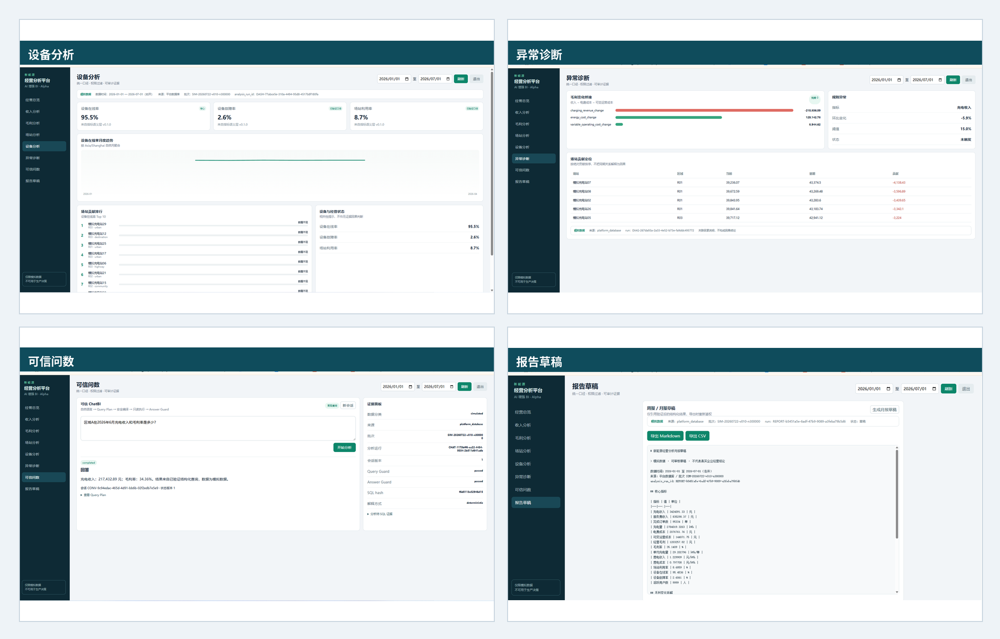 设备分析
新能源
经营分析平台
AI 增强 BI · Alpha
经营总览
收入分析
毛利分析
场站分析
设备分析
异常诊断
可信问数
报告草稿
仅限模拟数据
不可用于生产决策
设备分析
统一口径 · 权限过滤 · 可审计证据
2026/01/01 至 2026/07/01 刷新 退出
模拟数据 数据时间：2026-01-01 — 2026-07-01（右开） 来源：平台数据库 批次：SIM-20260722-v010-n300000 analysis_run_id：DASH-77abce5e-310a-4494-95d8-4517b8f180fa
设备在线率 核心
95.5%
来自指标语义层 v0.1.0
设备故障率 已验证口径
2.6%
来自指标语义层 v0.1.0
场站利用率 已验证口径
8.7%
来自指标语义层 v0.1.0
设备在线率月度趋势
按 Asia/Shanghai 自然月聚合
2026-01 2026-04
场站贡献排行
设备在线率 Top 10
1 模拟充电站29 数据不足
R03 · urban
2 模拟充电站12 数据不足
R03 · destination
3 模拟充电站25 数据不足
R01 · urban
4 模拟充电站17 数据不足
R03 · urban
5 模拟充电站06 数据不足
R03 · highway
6 模拟充电站21 数据不足
R02 · urban
7 模拟充电站15 数据不足
R02 · community
数据不足
设备与经营状态
相关性提示，不作无证据因果判断
设备在线率 95.5%
设备故障率 2.6%
场站利用率 8.7%
异常诊断
新能源
经营分析平台
AI 增强 BI · Alpha
经营总览
收入分析
毛利分析
场站分析
设备分析
异常诊断
可信问数
报告草稿
仅限模拟数据
不可用于生产决策
异常诊断
统一口径 · 权限过滤 · 可审计证据
2026/01/01 至 2026/07/01 刷新 退出
毛利变化桥接 残差 0
收入 − 电费成本 − 可变运营成本
charging_revenue_change -215,836.59
energy_cost_change 129,142.78
variable_operating_cost_change 8,944.62
规则异常
指标 充电收入
环比变化 -5.9%
阈值 15.0%
状态 未触发
场站贡献定位
按绝对贡献排序，不把同期关系解释为因果
场站 区域 当前 基期 贡献
模拟充电站07 R01 39,236.07 43,374.5 -4,138.43
模拟充电站08 R01 39,672.59 43,269.48 -3,596.89
模拟充电站02 R01 39,843.95 43,283.6 -3,439.65
模拟充电站26 R01 39,841.64 43,183.74 -3,342.1
模拟充电站05 R03 39,717.12 42,941.12 -3,224
模拟数据 来源：platform_database run：DIAG-267da93a-2a33-4e52-b73e-fa9ddc495772 关联因素说明，不构成因果结论
可信问数
新能源
经营分析平台
AI 增强 BI · Alpha
经营总览
收入分析
毛利分析
场站分析
设备分析
异常诊断
可信问数
报告草稿
仅限模拟数据
不可用于生产决策
可信问数
统一口径 · 权限过滤 · 可审计证据
2026/01/01 至 2026/07/01 刷新 退出
可信 ChatBI 受控查询 新会话
自然语言 → Query Plan → 安全编译 → 只读执行 → Answer Guard
区域A在2026年6月充电收入和毛利率是多少?
开始分析
completed
回答
充电收入：217,432.89 元；毛利率：34.36%。结果来自已验证结构化查询，数据为模拟数据。
会话 CONV-9c94edac-465d-4d91-bb6b-02f2edb7e5e9 · 状态版本 1
▶ 查看 Query Plan
证据面板
数据分类 simulated
来源 platform_database
批次 SIM-20260722-v010-n30000
0
分析运行 CHAT-1173bff6-ea22-4484-
9384-2b511d641adb
会话版本 1
Query Guard passed
Answer Guard passed
SQL hash f6d0113e82946d15
解释方式 deterministic
▶ 分析师 SQL 证据
报告草稿
新能源
经营分析平台
AI 增强 BI · Alpha
经营总览
收入分析
毛利分析
场站分析
设备分析
异常诊断
可信问数
报告草稿
仅限模拟数据
不可用于生产决策
报告草稿
统一口径 · 权限过滤 · 可审计证据
2026/01/01 至 2026/07/01 刷新 退出
周报 / 月报草稿 生成月报草稿
仅引用验证后的结构化结果，导出时重新鉴权
模拟数据 来源：platform_database 批次：SIM-20260722-v010-n300000 run：REPORT-b5451a5e-6adf-47b9-9089-a3feba79b5d6 状态：草稿
导出 Markdown 导出 CSV
# 新能源经营分析月报草稿
> 模拟数据 · 可审核草稿 · 不代表真实企业经营结论
数据时间：2026-01-01 至 2026-07-01（右开）
来源：平台数据库 / 批次 SIM-20260722-v010-n300000
analysis_run_id: REPORT-b5451a5e-6adf-47b9-9089-a3feba79b5d6
## 核心指标
| 指标 | 值 | 单位 |
|---|---:|---|
| 充电收入 | 3424091.33 | 元 |
| 服务费收入 | 835298.37 | 元 |
| 完成订单数 | 95334 | 单 |
| 充电量 | 2784019.3263 | kWh |
| 电费成本 | 2076761.76 | 元 |
| 可变运营成本 | 144071.75 | 元 |
| 经营毛利 | 1203257.82 | 元 |
| 毛利率 | 35.1409 | % |
| 单均充电量 | 29.202796 | kWh/单 |
| 度电收入 | 1.229909 | 元/kWh |
| 度电成本 | 0.797708 | 元/kWh |
| 场站利用率 | 8.6859 | % |
| 设备在线率 | 95.4536 | % |
| 设备故障率 | 2.6061 | % |
| 活跃用户数 | 9999 | 人 |
## 毛利变化拆解